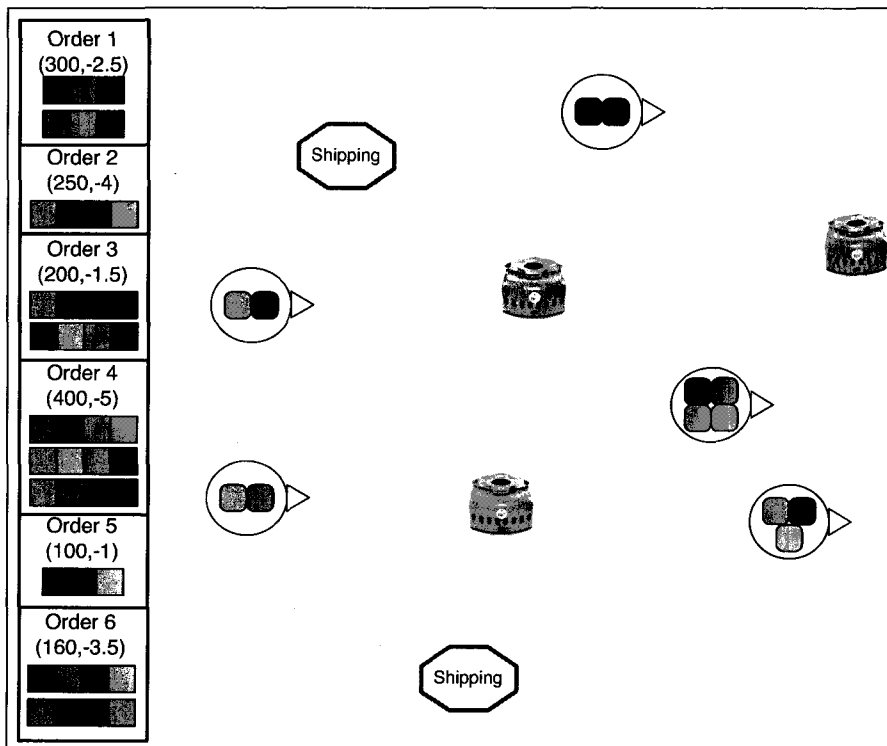 Order 1
(300,-2.5)
Order 2
(250,-4)
Order 3
(200,-1.5)
Order 4
(400,-5)
Order 5
(100,-1)
Order 6
(160,-3.5)
Shipping
Shipping